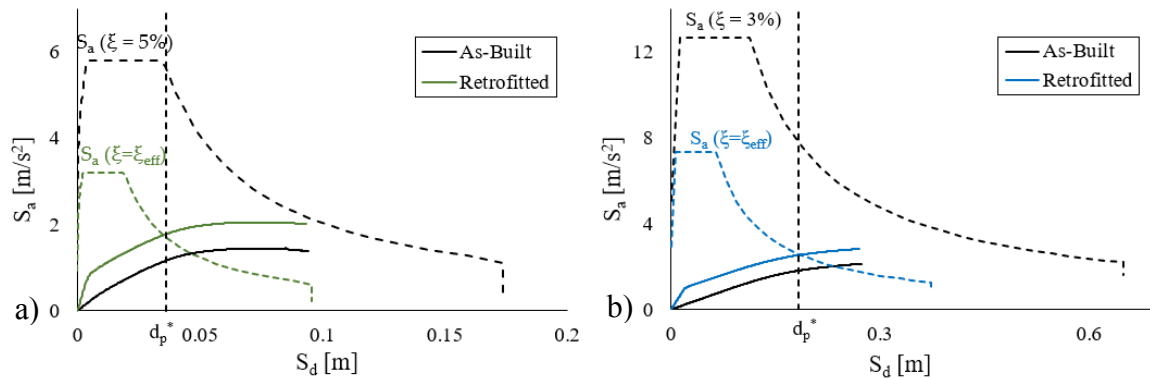 a)
S_a [m/s²]
6
4
2
0
S_a (ξ = 5%)
S_a (ξ=ξ_eff)
As-Built
Retrofitted
0 d_p* 0.05 0.1 0.15 0.2
S_d [m]
b)
S_a [m/s²]
12
8
4
0
S_a (ξ = 3%)
S_a (ξ=ξ_eff)
As-Built
Retrofitted
0 d_p* 0.3 0.6
S_d [m]